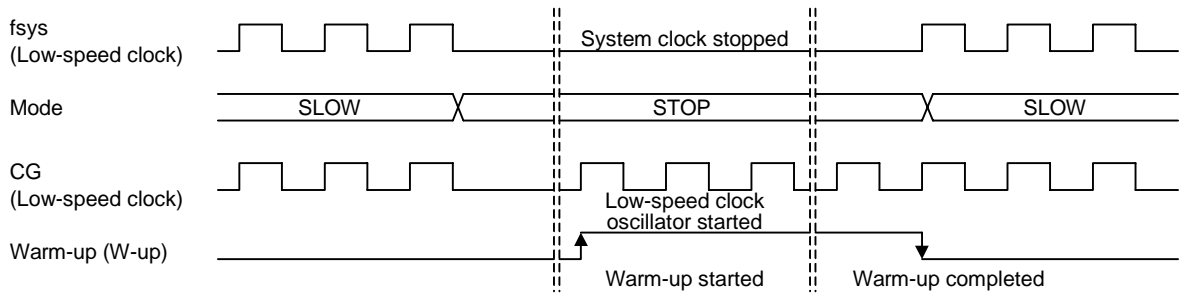 fsys
(Low-speed clock)
System clock stopped
Mode
SLOW
STOP
SLOW
CG
(Low-speed clock)
Low-speed clock
oscillator started
Warm-up (W-up)
Warm-up started
Warm-up completed